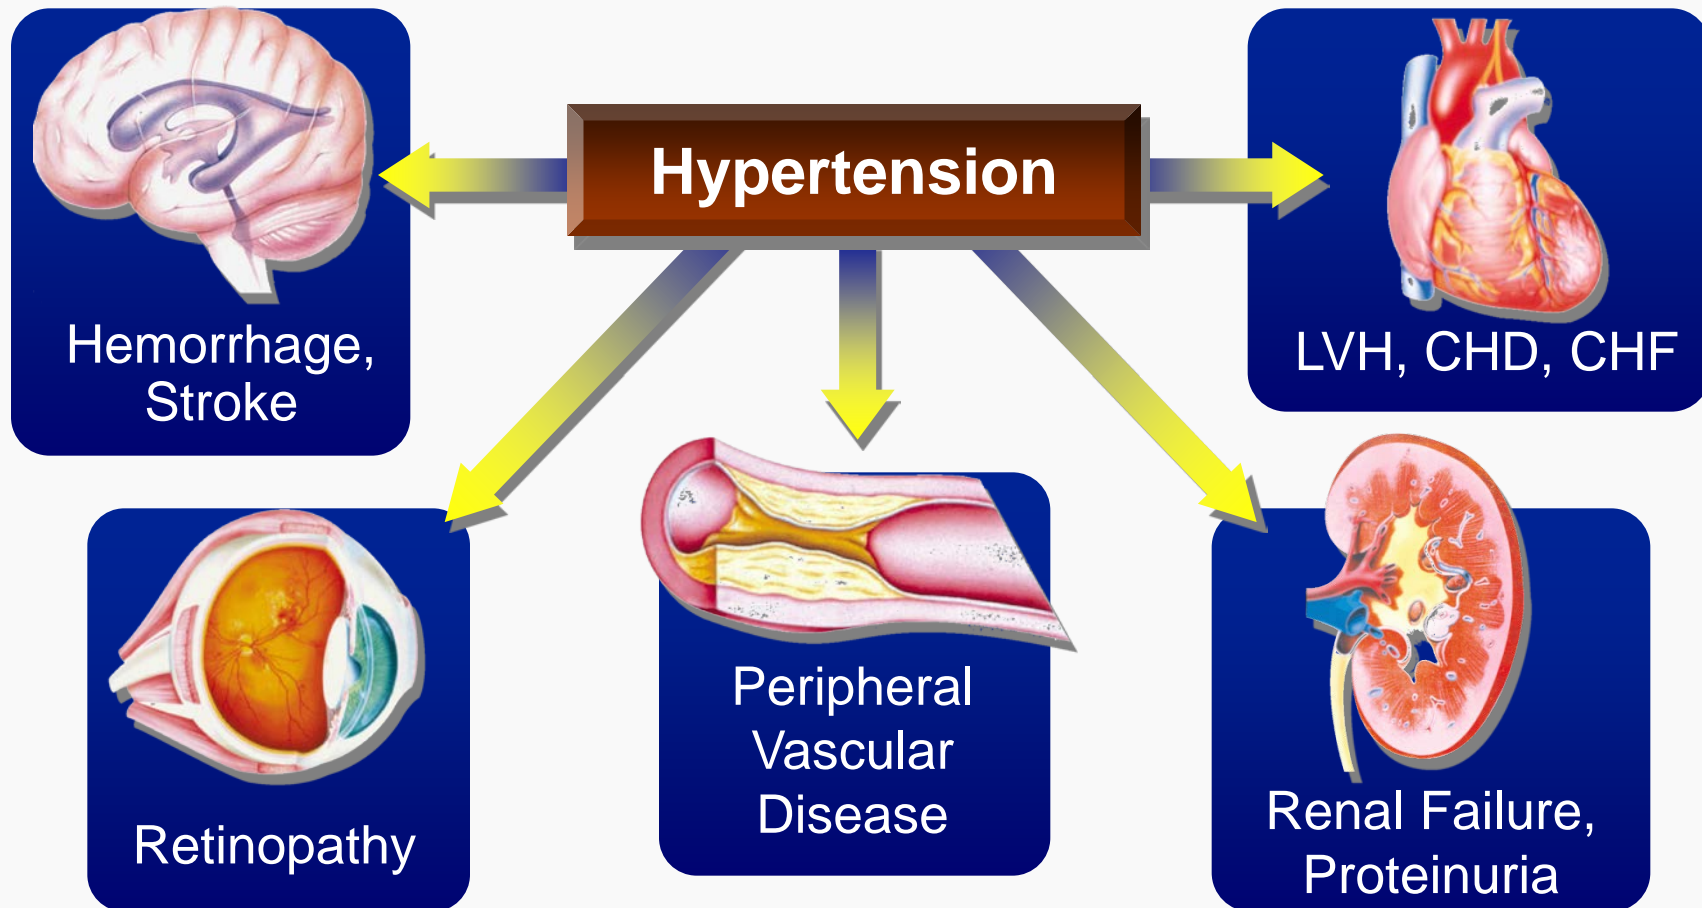 Hypertension
Hemorrhage,
Stroke
LVH, CHD, CHF
Retinopathy
Peripheral
Vascular
Disease
Renal Failure,
Proteinuria